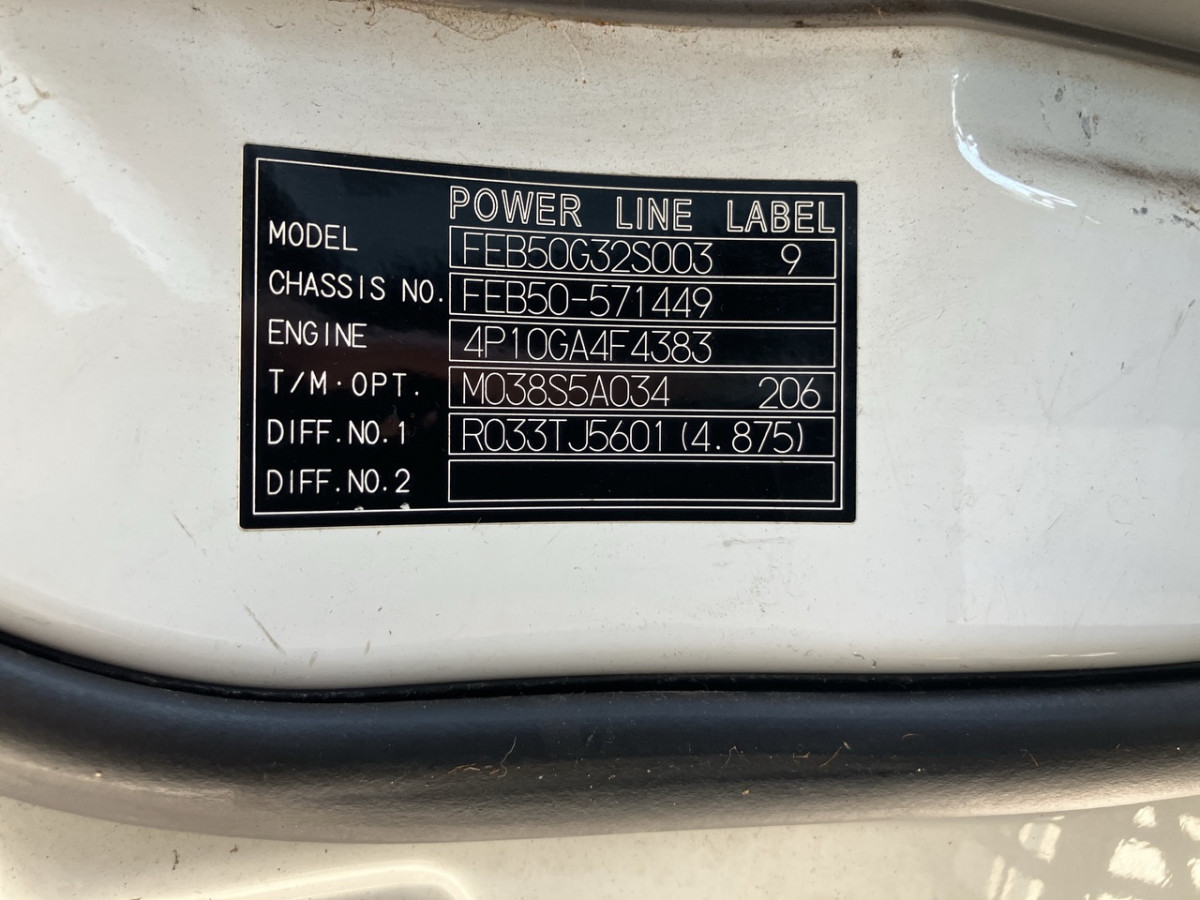 POWER LINE LABEL
MODEL FEB50G32S003 9
CHASSIS NO. FEB50-571449
ENGINE 4P10GA4F4383
T/M·OPT. M038S5A034 206
DIFF.NO.1 R033TJ5601(4.875)
DIFF.NO.2